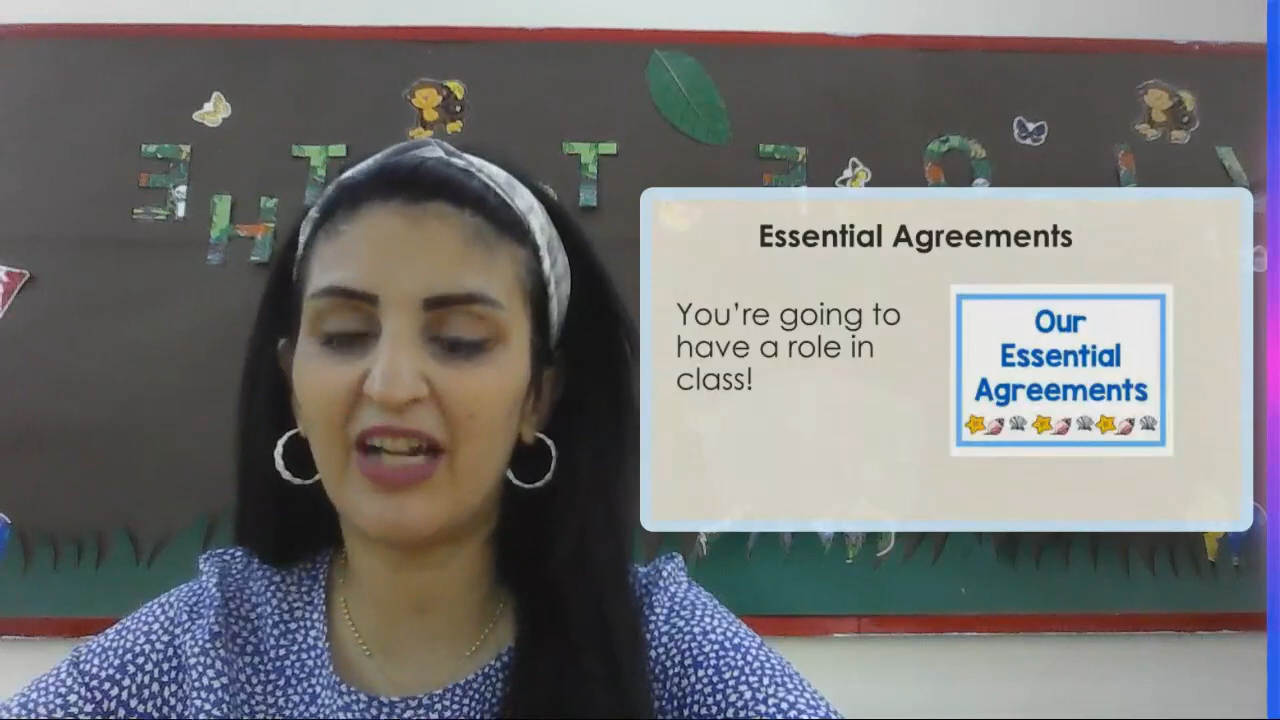 E T T E O
H
Essential Agreements
You’re going to
have a role in
class!
Our
Essential
Agreements